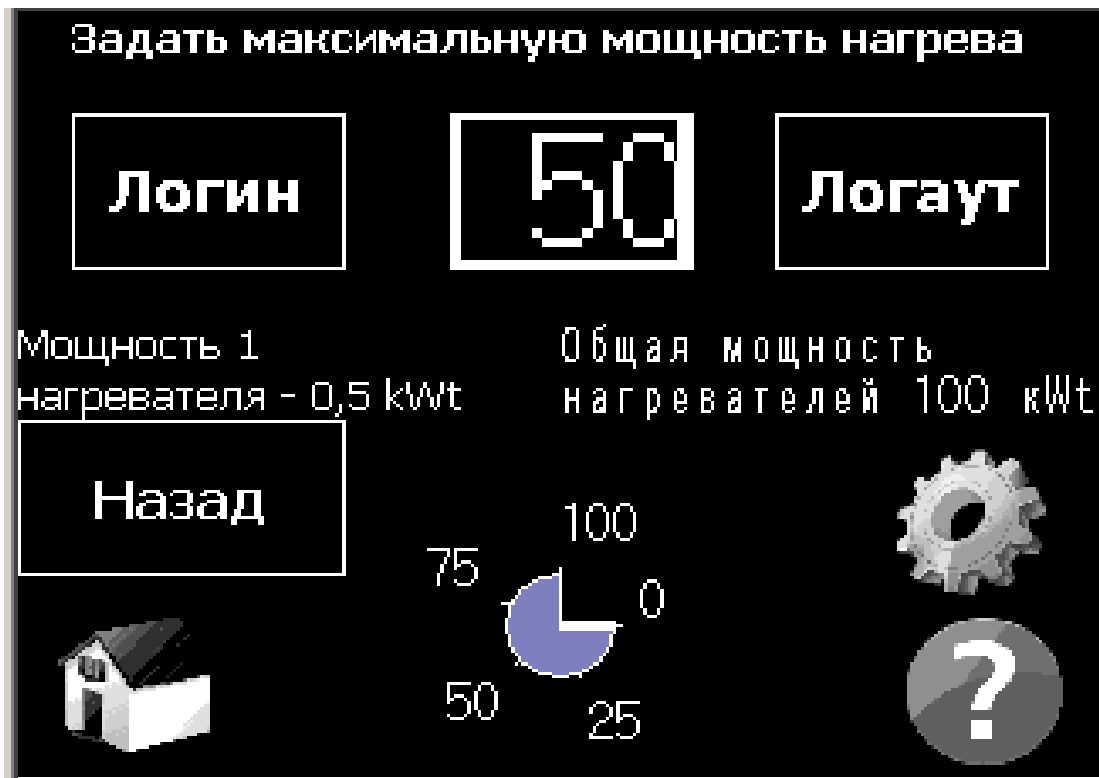 Задать максимальную мощность нагрева
Логин
50
Логаут
Мощность 1
нагревателя - 0,5 kWt
Общая мощность
нагревателей 100 кWt
Назад
100
75
0
50
25
?